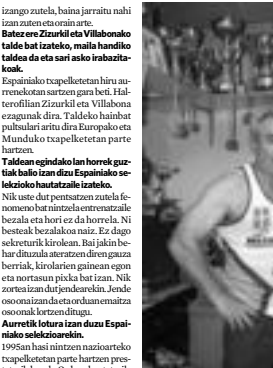 izango zutela, baina jarraitu nahi
izan zuten eta orain arte.
Batez ere Zizurkil eta Villabonako
talde bat izateko, maila handiko
taldea da eta sari asko irabazita-
koak.
Espainiako txapelketetan hiru au-
rrenekotan sartzen gara beti. Hal-
terofilian Zizurkil eta Villabona
ezagunak dira. Taldeko hainbat
pultsulari aritu dira Europako eta
Munduko txapelketetan parte
hartzen.
Taldean egindako lan horrek guz-
tiak balio izan dizu Espainiako se-
lekzioko hautatzaile izateko.
Nik uste dut pentsatzen zutela fe-
nomeno bat nintzela entrenatzaile
bezala eta hori ez da horrela. Ni
besteak bezalakoa naiz. Ez dago
sekreturik kirolean. Bai jakin be-
har dituzula ateratzen diren gauza
berriak, kirolarien gainean egon
eta nortasun pixka bat izan. Nik
zortea izan dut jendearekin. Jende
osoona izan da eta orduan emaitza
osoonak lortzen ditugu.
Aurretik lotura izan duzu Espai-
niako selekzioarekin.
1995an hasi nintzen nazioarteko
txapelketetan parte hartzen pres-